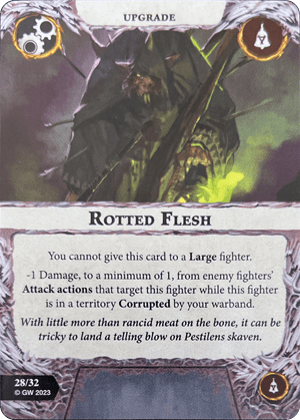 UPGRADE
ROTTED FLESH
You cannot give this card to a Large fighter.
-1 Damage, to a minimum of 1, from enemy fighters'
Attack actions that target this fighter while this fighter
is in a territory Corrupted by your warband.
With little more than rancid meat on the bone, it can be
tricky to land a telling blow on Pestilens skaven.
28/32
© GW 2023